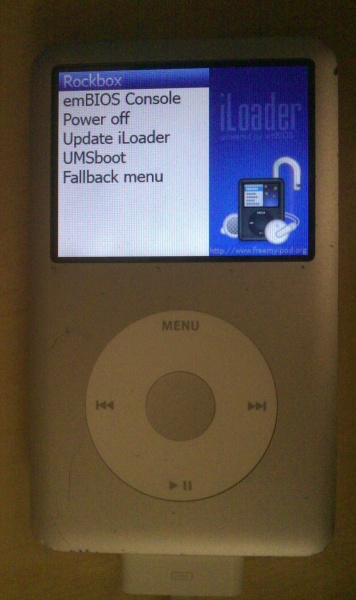 Rockbox
emBIOS Console
Power off
Update iLoader
UMSboot
Fallback menu
iLoader
powered by emBIOS
http://www.freemyipod.org
MENU